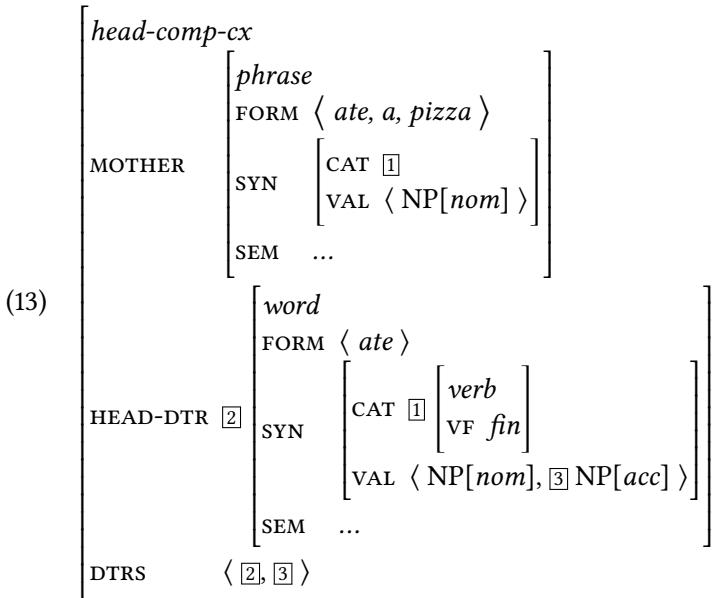 head-comp-cx
phrase
FORM ⟨ ate, a, pizza ⟩
MOTHER
SYN
CAT 1
VAL ⟨ NP[nom] ⟩
SEM ...
(13)
word
FORM ⟨ ate ⟩
HEAD-DTR 2
SYN
CAT 1
verb
VF fin
VAL ⟨ NP[nom], 3 NP[acc] ⟩
SEM ...
DTRS ⟨ 2, 3 ⟩